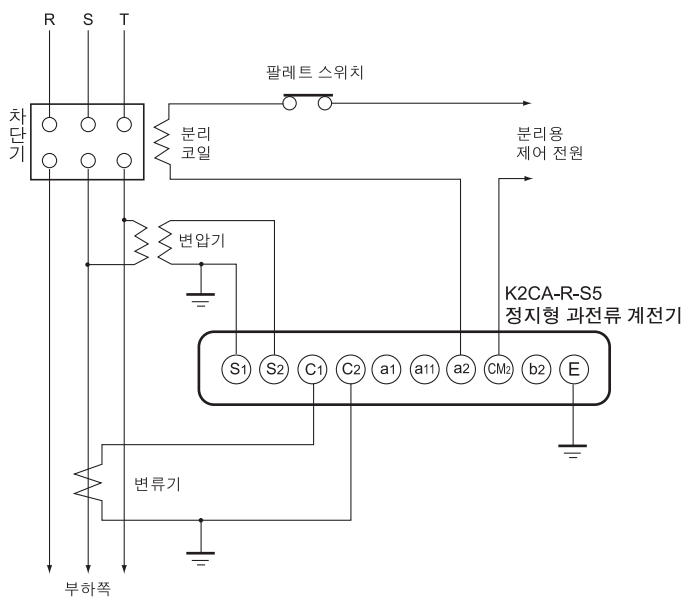 R S T
팔레트 스위치
차단기
분리
코일
분리용
제어 전원
변압기
K2CA-R-S5
정지형 과전류 계전기
S1 S2 C1 C2 a1 a11 a2 CM2 b2 E
변류기
부하쪽